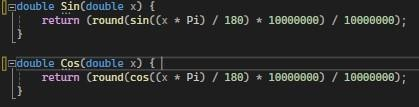 double Sin(double x) {
return (round(sin((x * Pi) / 180) * 10000000) / 10000000);
}
double Cos(double x) {
return (round(cos((x * Pi) / 180) * 10000000) / 10000000);
}